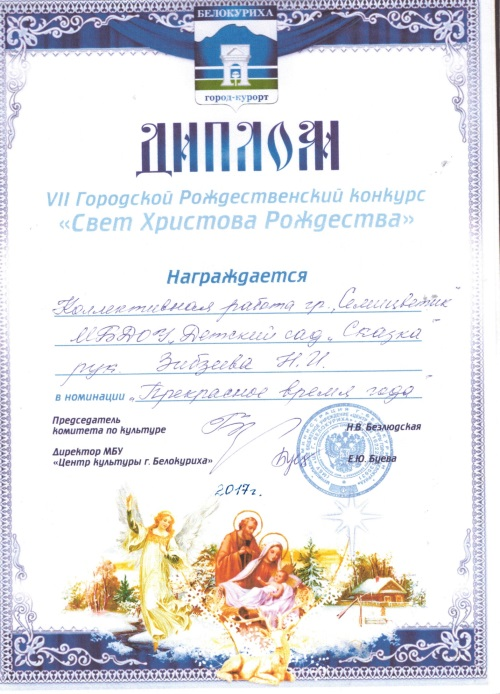 БЕЛОКУРИХА
город-курорт
ДИПЛОМ
VII Городской Рождественский конкурс
«Свет Христова Рождества»
Награждается
Коллективная работа гр. „Семицветик"
МБДОУ „Детский сад „Сказка"
рук Зибзеева Н.И.
в номинации „Прекрасное время года"
Председатель
комитета по культуре
Н.В. Безлюдская
Директор МБУ
«Центр культуры г. Белокуриха»
Е.Ю. Буева
2017г.